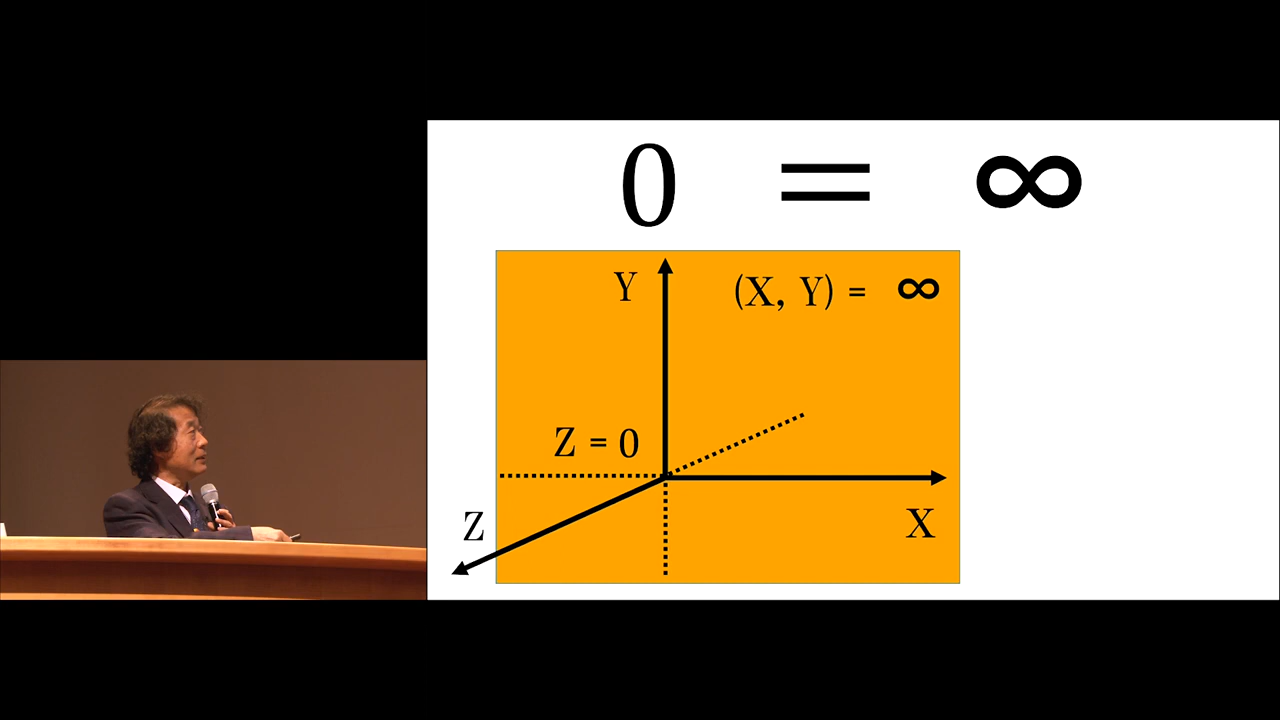 0 = ∞
Y
(X, Y) = ∞
Z = 0
Z
X